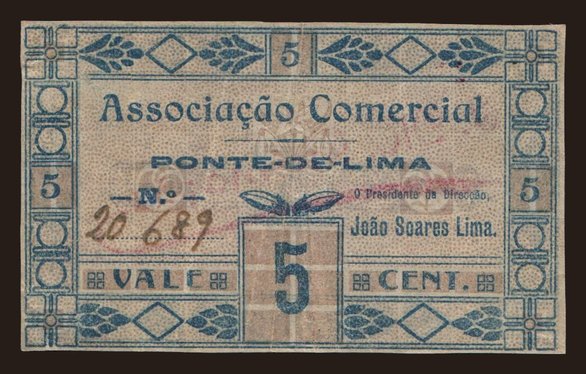 5
Associação Comercial
PONTE-DE-LIMA
N.º
20 689
O Presidente da Direcção,
João Soares Lima.
5
5
VALE
5
CENT.